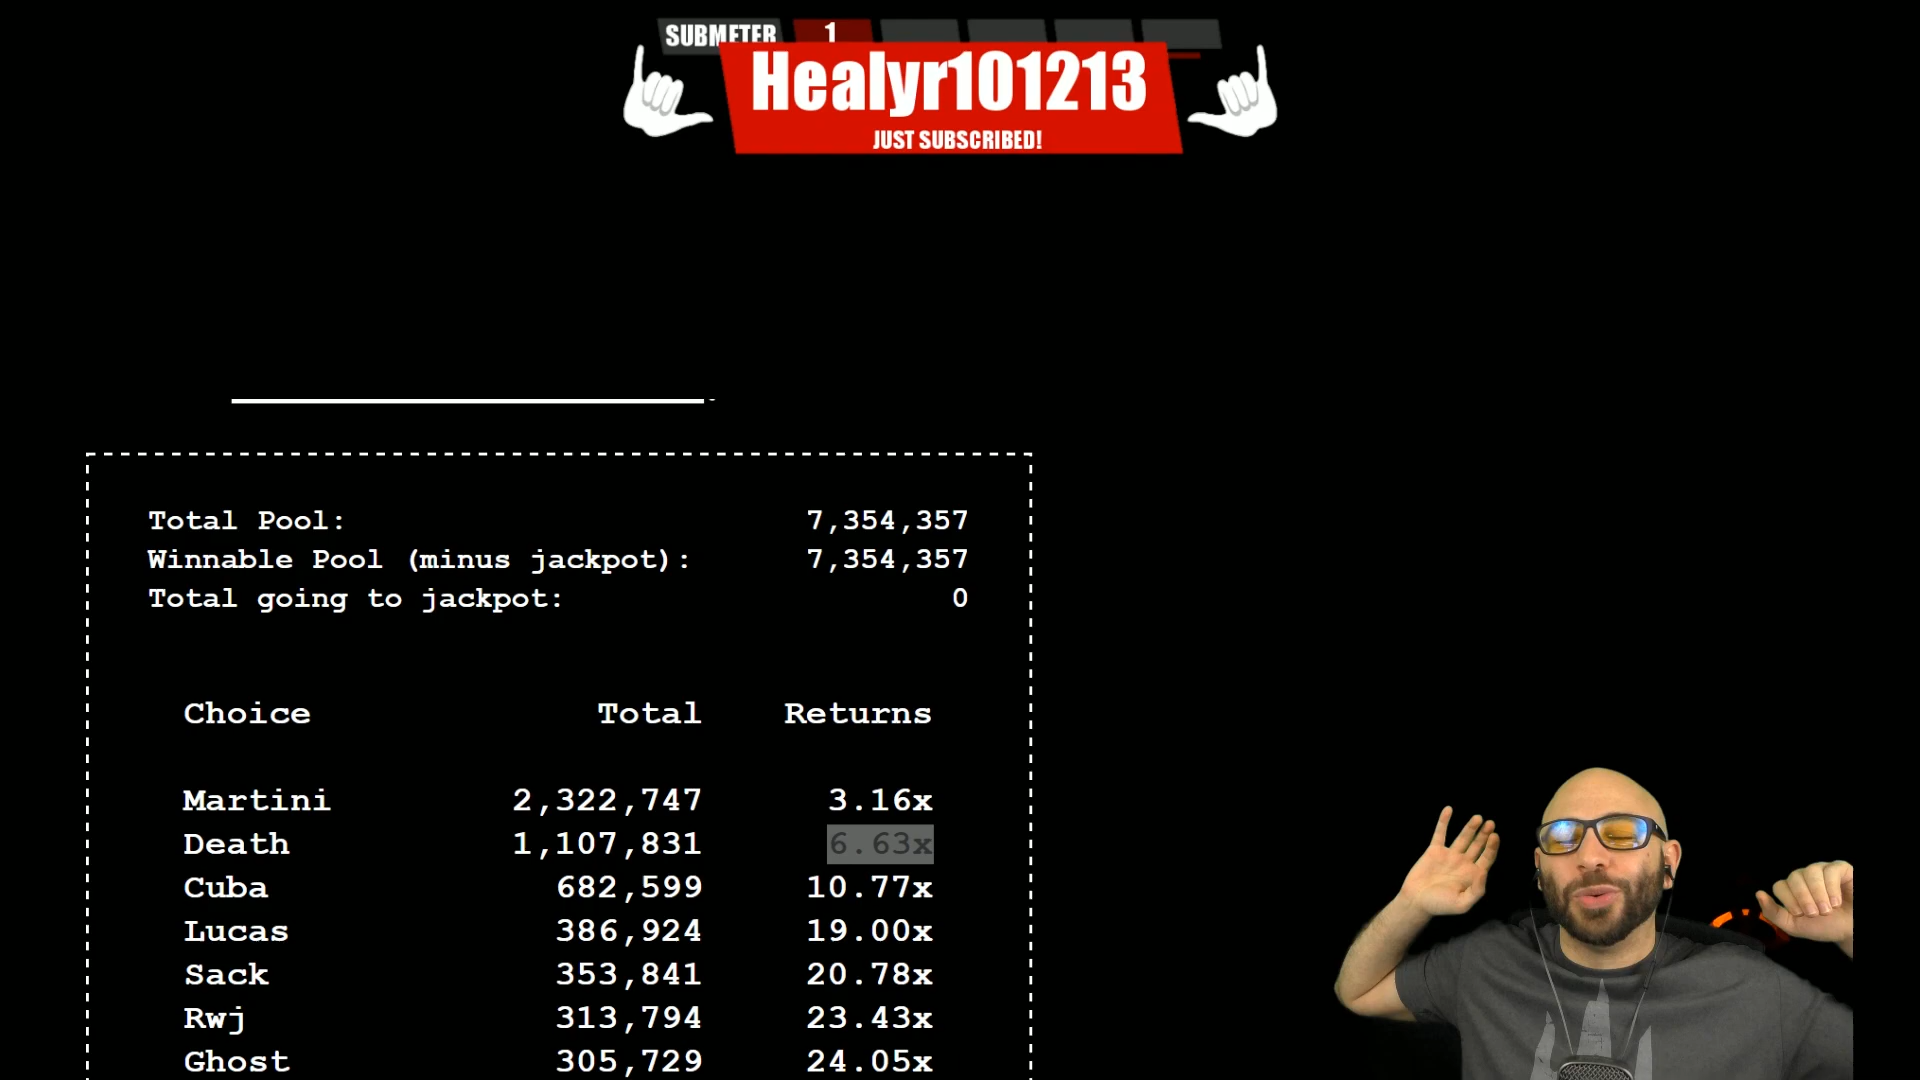 SUBMETER 1
Healyr101213
JUST SUBSCRIBED!
Total Pool: 7,354,357
Winnable Pool (minus jackpot): 7,354,357
Total going to jackpot: 0
Choice Total Returns
Martini 2,322,747 3.16x
Death 1,107,831 6.63x
Cuba 682,599 10.77x
Lucas 386,924 19.00x
Sack 353,841 20.78x
Rwj 313,794 23.43x
Ghost 305,729 24.05x